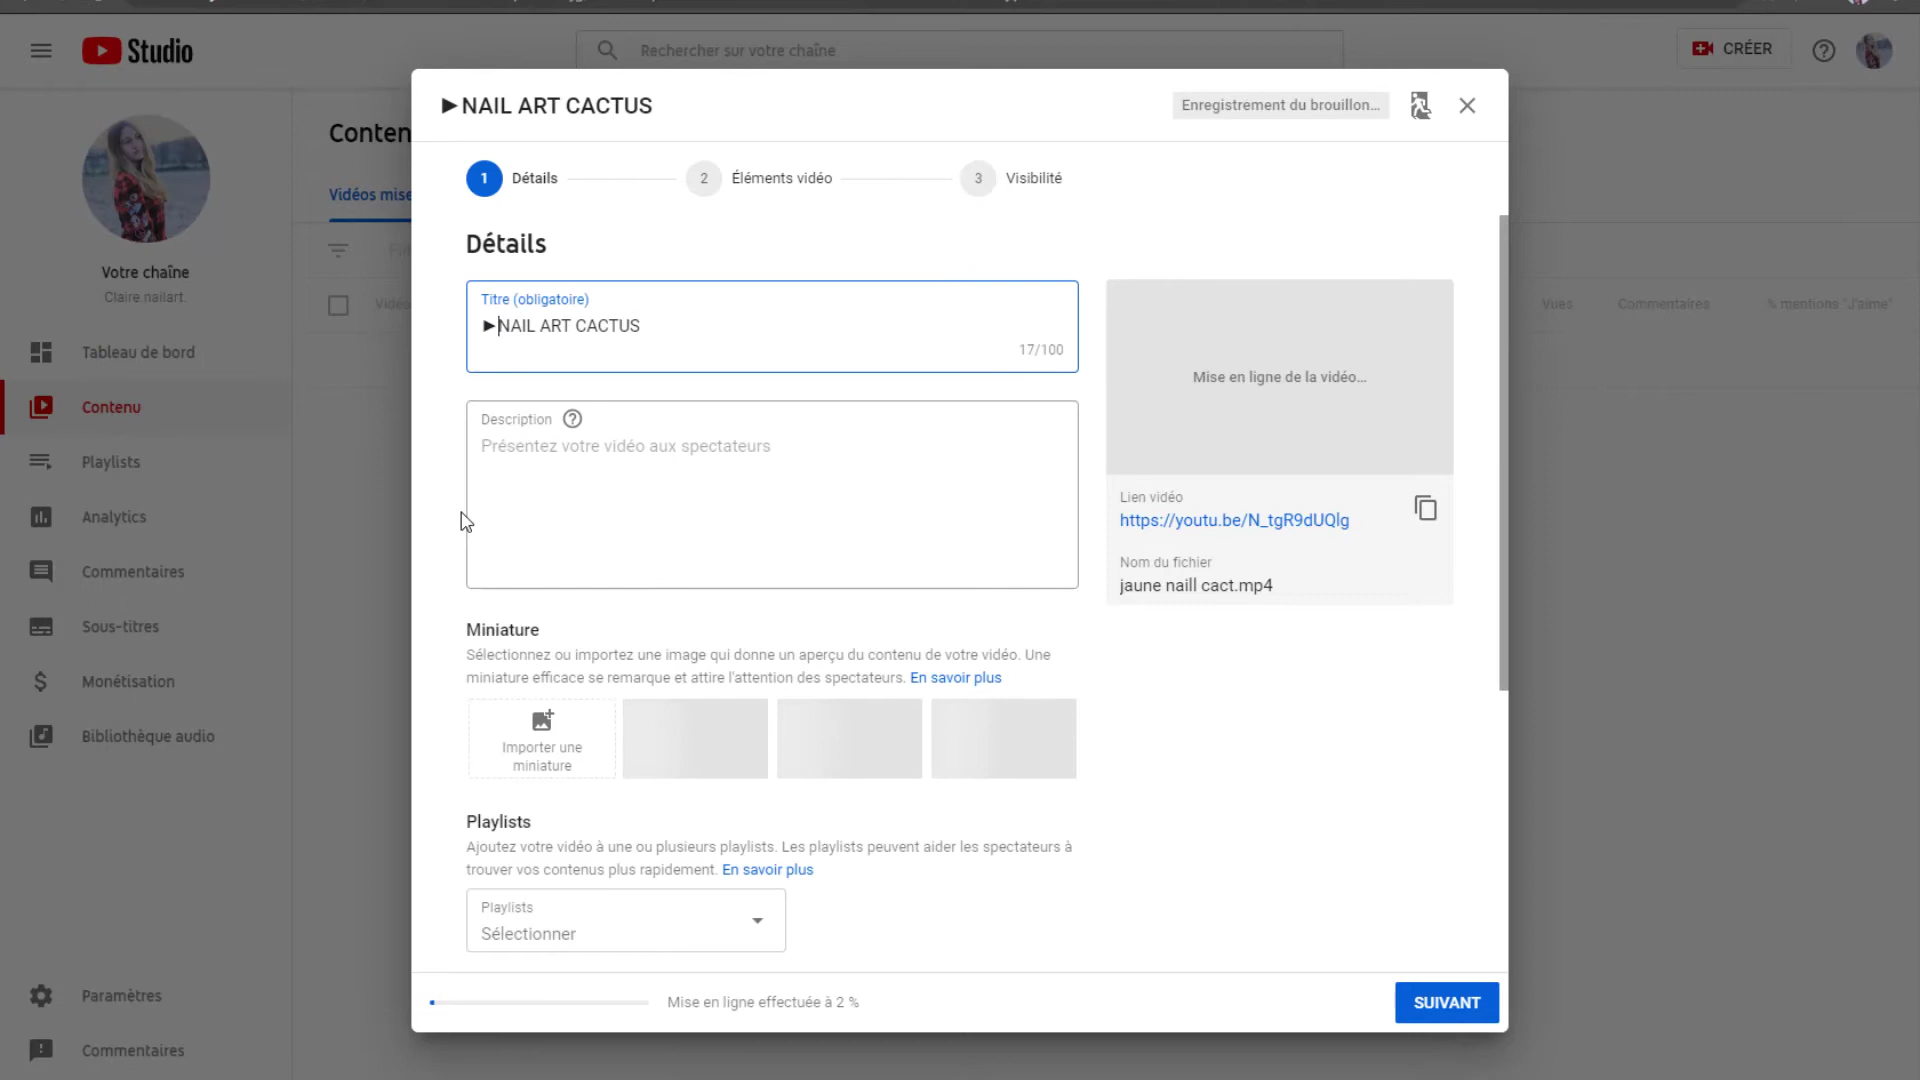 Studio
Rechercher sur votre chaîne
CRÉER
►NAIL ART CACTUS
Enregistrement du brouillon...
1 Détails
2 Éléments vidéo
3 Visibilité
Votre chaîne
Claire nailart.
Tableau de bord
Contenu
Playlists
Analytics
Commentaires
Sous-titres
Monétisation
Bibliothèque audio
Paramètres
Commentaires
Conten
Vidéos mise
Vidéo
Vues
Commentaires
% mentions "J'aime"
Détails
Titre (obligatoire)
►NAIL ART CACTUS
17/100
Description
Présentez votre vidéo aux spectateurs
Mise en ligne de la vidéo...
Lien vidéo
https://youtu.be/N_tgR9dUQlg
Nom du fichier
jaune naill cact.mp4
Miniature
Sélectionnez ou importez une image qui donne un aperçu du contenu de votre vidéo. Une
miniature efficace se remarque et attire l'attention des spectateurs. En savoir plus
Importer une
miniature
Playlists
Ajoutez votre vidéo à une ou plusieurs playlists. Les playlists peuvent aider les spectateurs à
trouver vos contenus plus rapidement. En savoir plus
Playlists
Sélectionner
Mise en ligne effectuée à 2 %
SUIVANT